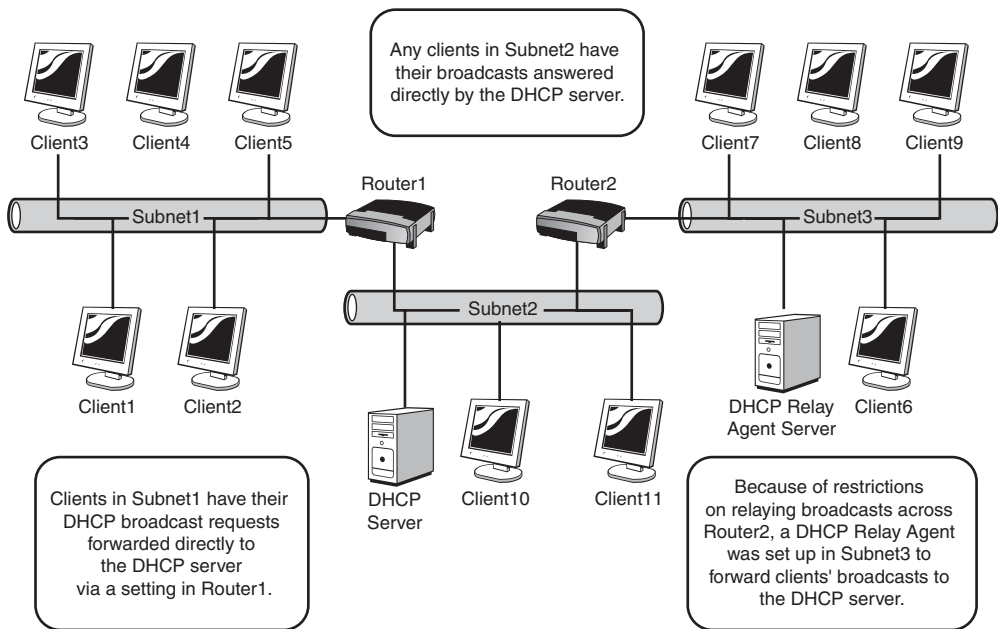 Any clients in Subnet2 have
their broadcasts answered
directly by the DHCP server.
Client3
Client4
Client5
Client7
Client8
Client9
Router1
Router2
Subnet1
Subnet3
Subnet2
Client1
Client2
DHCP Relay
Agent Server
Client6
DHCP
Server
Client10
Client11
Clients in Subnet1 have their
DHCP broadcast requests
forwarded directly to
the DHCP server
via a setting in Router1.
Because of restrictions
on relaying broadcasts across
Router2, a DHCP Relay Agent
was set up in Subnet3 to
forward clients' broadcasts to
the DHCP server.